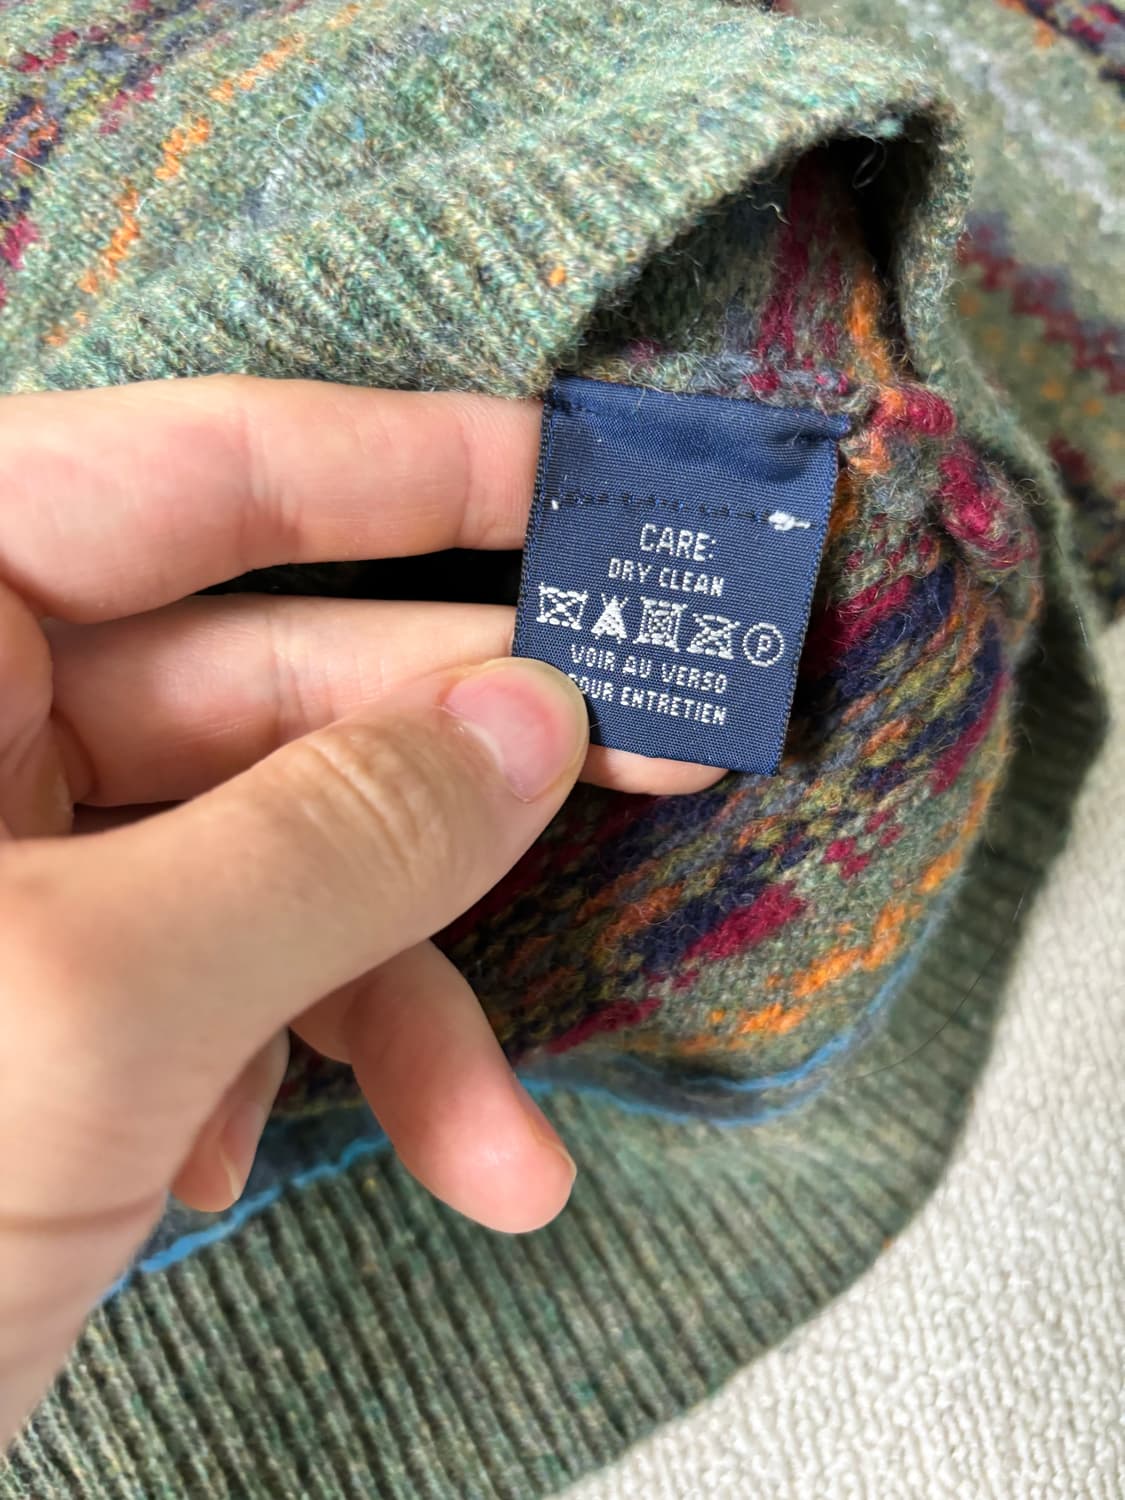 CARE:
DRY CLEAN
P
VOIR AU VERSO
POUR ENTRETIEN